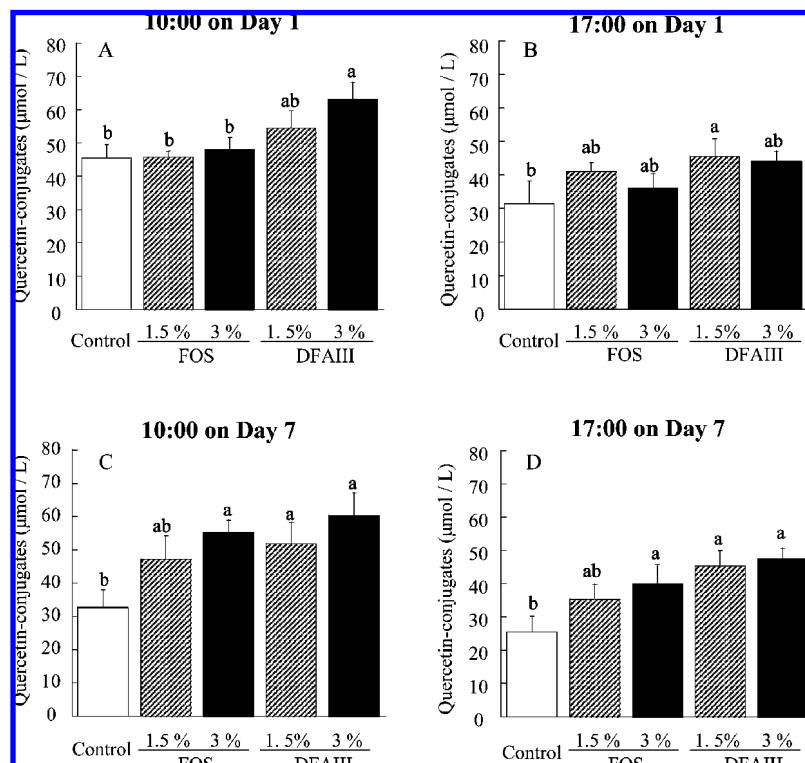 10:00 on Day 1
A
Quercetin-conjugates (μmol / L)
80
70
60
50
40
30
20
10
0
b
b
b
ab
a
Control
1.5 %
3 %
1. 5%
3 %
FOS
DFAIII
17:00 on Day 1
B
Quercetin-conjugates (μmol / L)
80
70
60
50
40
30
20
10
0
b
ab
ab
a
ab
Control
1.5 %
3 %
1. 5%
3 %
FOS
DFAIII
10:00 on Day 7
C
Quercetin-conjugates (μmol / L)
80
70
60
50
40
30
20
10
0
b
ab
a
a
a
Control
1.5 %
3 %
1. 5%
3 %
FOS
DFAIII
17:00 on Day 7
D
Quercetin-conjugates (μmol / L)
80
70
60
50
40
30
20
10
0
b
ab
a
a
a
Control
1.5 %
3 %
1. 5%
3 %
FOS
DFAIII